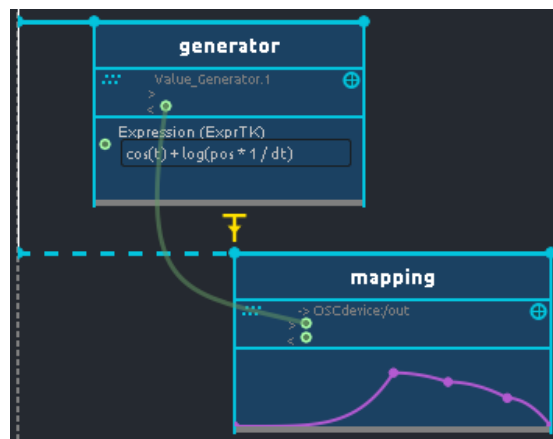 generator
Value_Generator.1
>
<
Expression (ExprTK)
cos(t)+log(pos * 1 / dt)
mapping
-> OSCdevice:/out
>
<